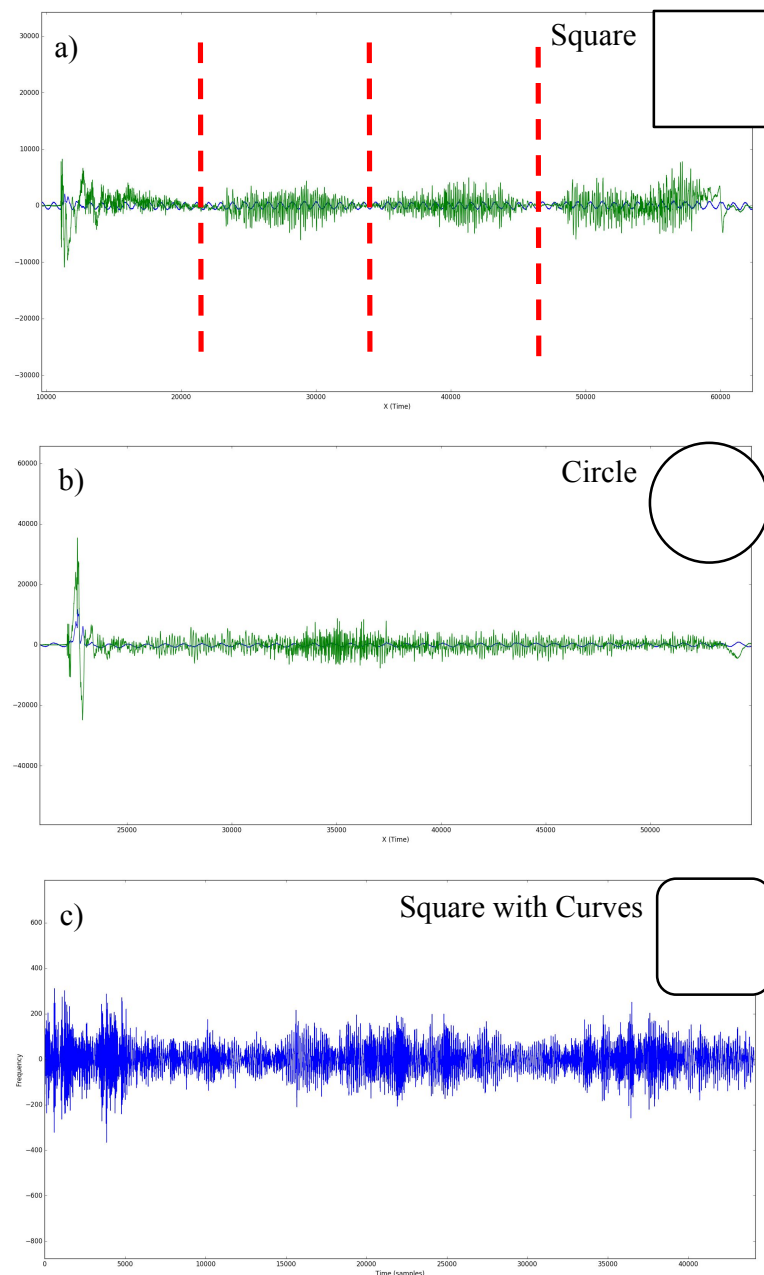 a)
Square
30000
20000
10000
0
−10000
−20000
−30000
10000 20000 30000 40000 50000 60000
X (Time)
b)
Circle
60000
40000
20000
0
−20000
−40000
25000 30000 35000 40000 45000 50000
X (Time)
c)
Square with Curves
600
400
200
0
−200
−400
−600
−800
Frequency
0 5000 10000 15000 20000 25000 30000 35000 40000
Time (samples)